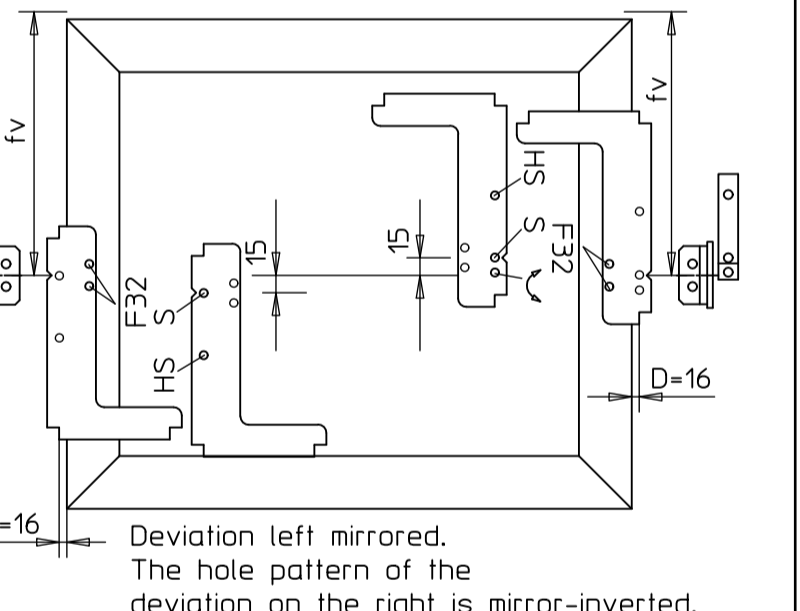 fv
fv
HS
S
F32
15
15
F32
S
HS
D=16
=16
Deviation left mirrored.
The hole pattern of the
deviation on the right is mirror-inverted.